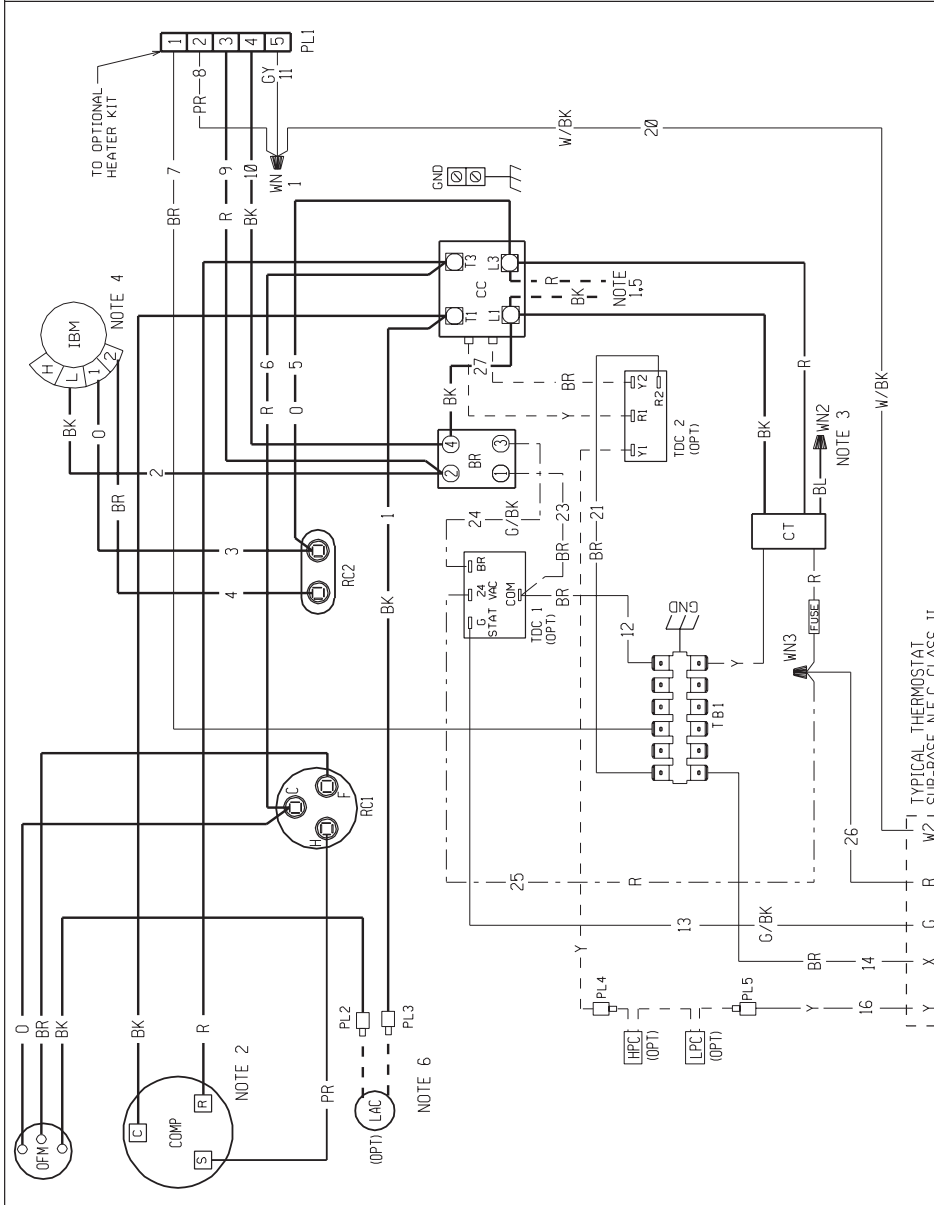 1
2
3
4
5
PL1
TO OPTIONAL
HEATER KIT
BR
7
PR
8
R
9
BK
10
GY
11
WN
1
W/BK
20
GND
IBM
H
L
1
2
NOTE 4
BK
O
BR
2
3
4
RC2
R
6
O
5
T3
CC
L3
T1
L1
R
BK
NOTE
1,5
27
BK
4
2
BR
3
1
BR
Y
Y2
R2
R1
Y1
TDC 2
(OPT)
24
G/BK
23
BR
21
BR
BR
24
VAC
G
STAT
COM
TDC 1
(OPT)
BR
12
GND
TB1
Y
BK
R
W/BK
BL
WN2
NOTE 3
CT
R
FUSE
WN3
1
BK
C
F
H
RC1
O
BR
BK
OFM
BK
R
C
R
S
COMP
NOTE 2
PR
PL2
PL3
LAC
(OPT)
NOTE 6
25
R
13
G/BK
BR
14
26
Y
PL4
HPC
(OPT)
LPC
(OPT)
PL5
Y
16
TYPICAL THERMOSTAT
SUB-BASE N.E.C. CLASS II
W2
R
G
X
Y